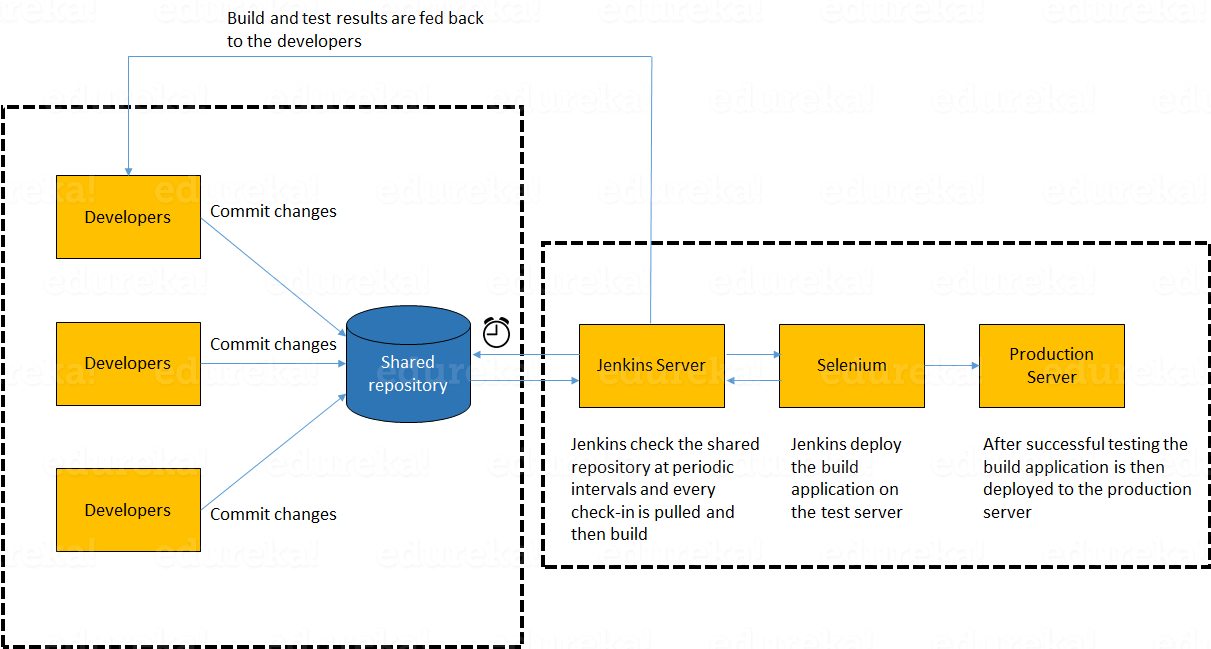 Build and test results are fed back
to the developers
Developers
Commit changes
Developers
Commit changes
Developers
Commit changes
Shared
repository
Jenkins Server
Selenium
Production
Server
Jenkins check the shared
repository at periodic
intervals and every
check-in is pulled and
then build
Jenkins deploy
the build
application on
the test server
After successful testing the
build application is then
deployed to the production
server
edureka!